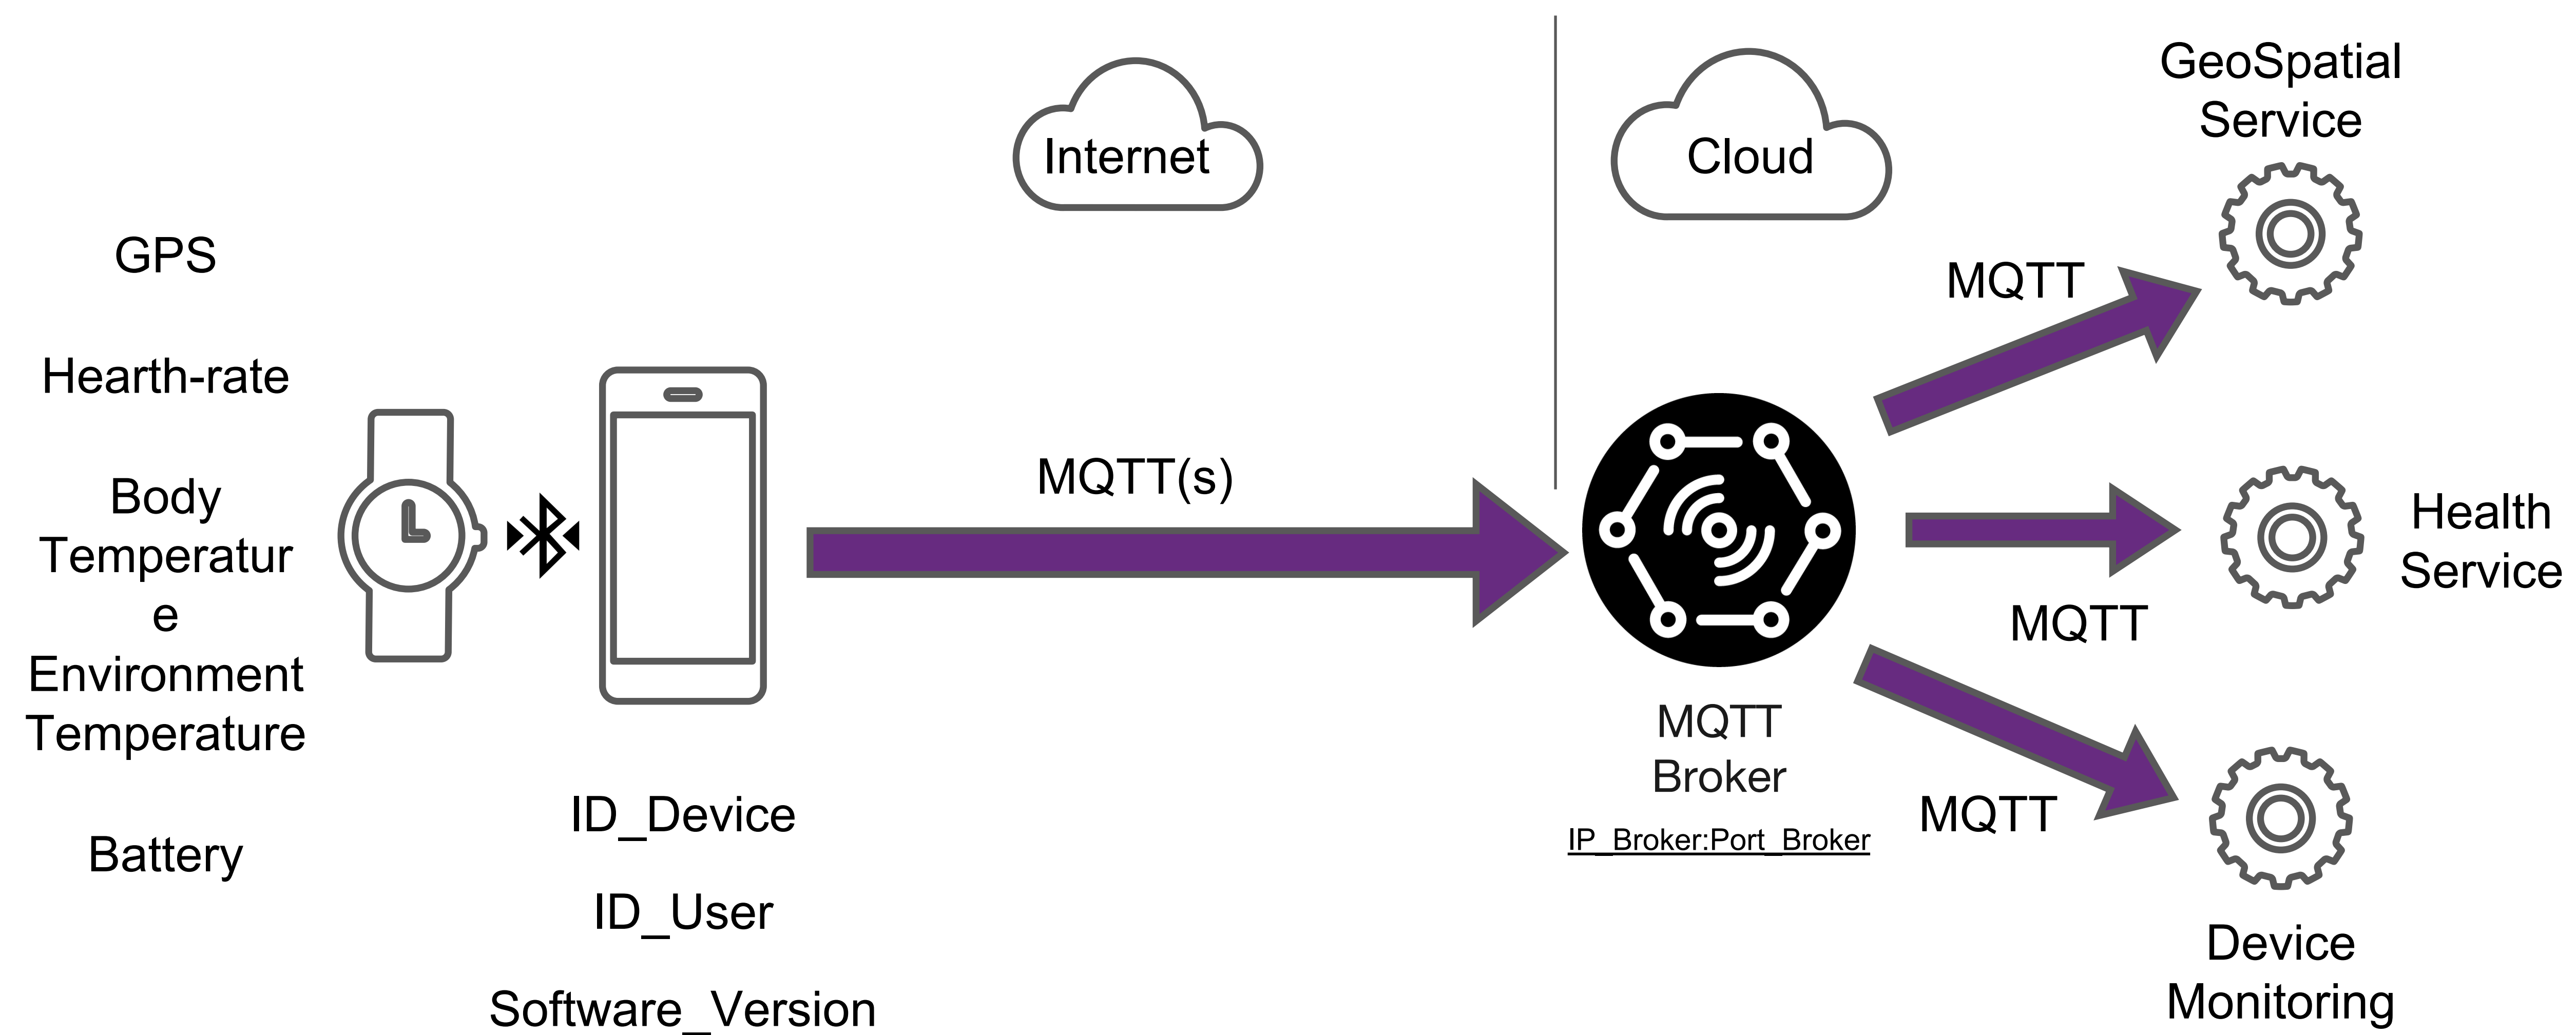 GPS
Hearth-rate
Body
Temperatur
e
Environment
Temperature
Battery
ID_Device
ID_User
Software_Version
Internet
MQTT(s)
Cloud
MQTT
Broker
IP_Broker:Port_Broker
MQTT
GeoSpatial
Service
MQTT
Health
Service
MQTT
Device
Monitoring